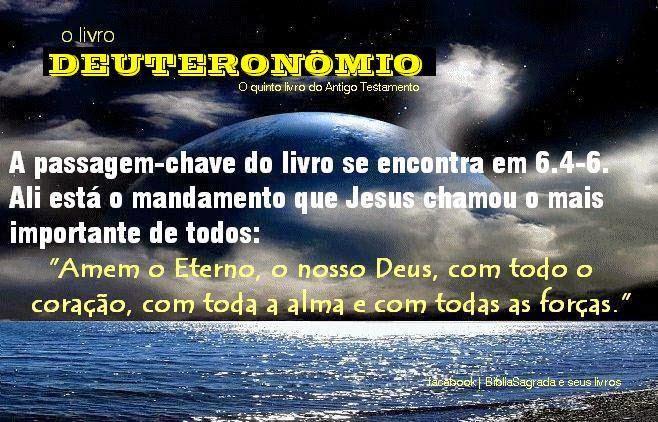 o livro
DEUTERONÔMIO
O quinto livro do Antigo Testamento
A passagem-chave do livro se encontra em 6.4-6.
Ali está o mandamento que Jesus chamou o mais
importante de todos:
"Amem o Eterno, o nosso Deus, com todo o
coração, com toda a alma e com todas as forças."
facebook| BíbliaSagrada e seus livros